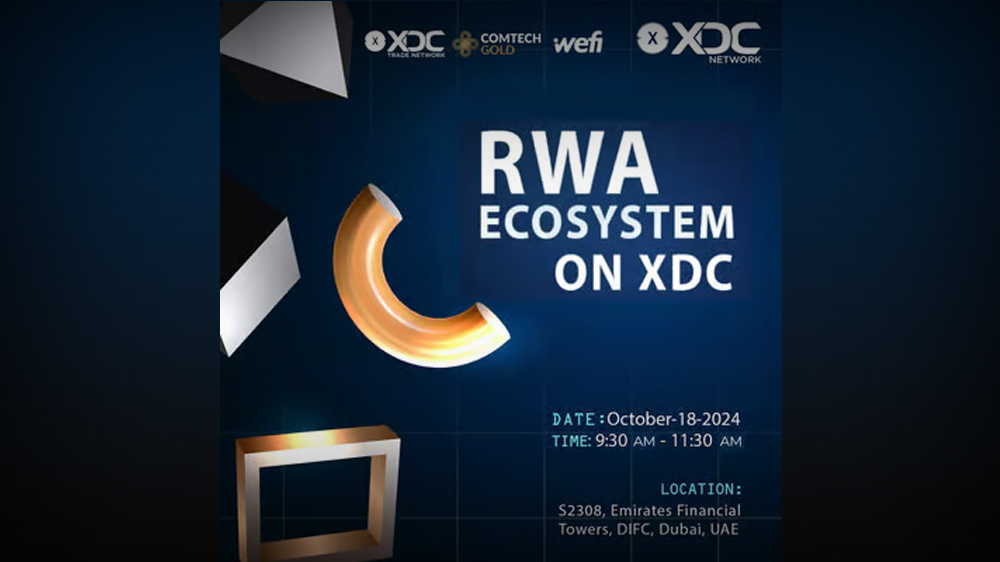 XDC
TRADE NETWORK
COMTECH
GOLD
wefi
XDC
NETWORK
RWA
ECOSYSTEM
ON XDC
DATE:October-18-2024
TIME: 9:30 AM - 11:30 AM
LOCATION:
S2308, Emirates Financial
Towers, DIFC, Dubai, UAE